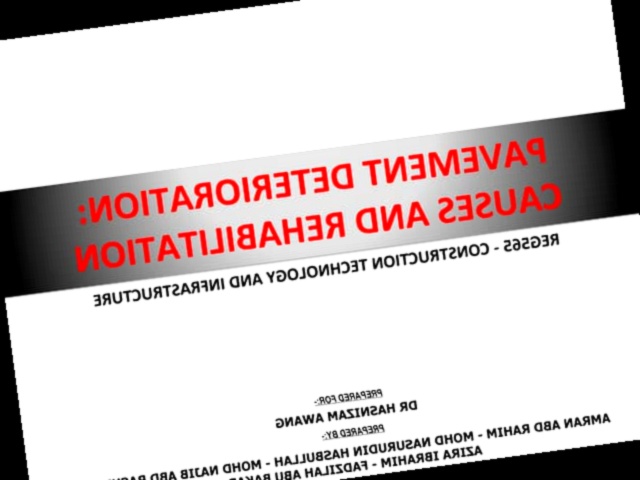 PAVEMENT DETERIORATION:
CAUSES AND REHABILITATION
REG565 - CONSTRUCTION TECHNOLOGY AND INFRASTRUCTURE
PREPARED FOR:-
DR HASNIZAM AWANG
PREPARED BY:-
AMRAN ABD RAHIM - MOHD NASURUDIN HASBULLAH - MOHD NAJIB ABD
AZIRA IBRAHIM - FADZILAH ABU